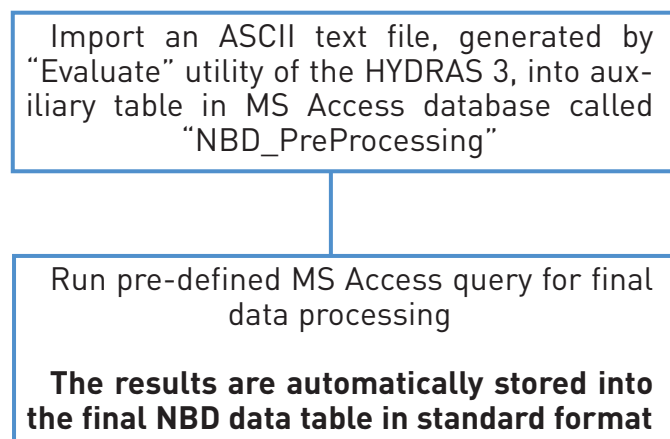 Import an ASCII text file, generated by
“Evaluate” utility of the HYDRAS 3, into aux-
iliary table in MS Access database called
“NBD_PreProcessing”
Run pre-defined MS Access query for final
data processing
The results are automatically stored into
the final NBD data table in standard format